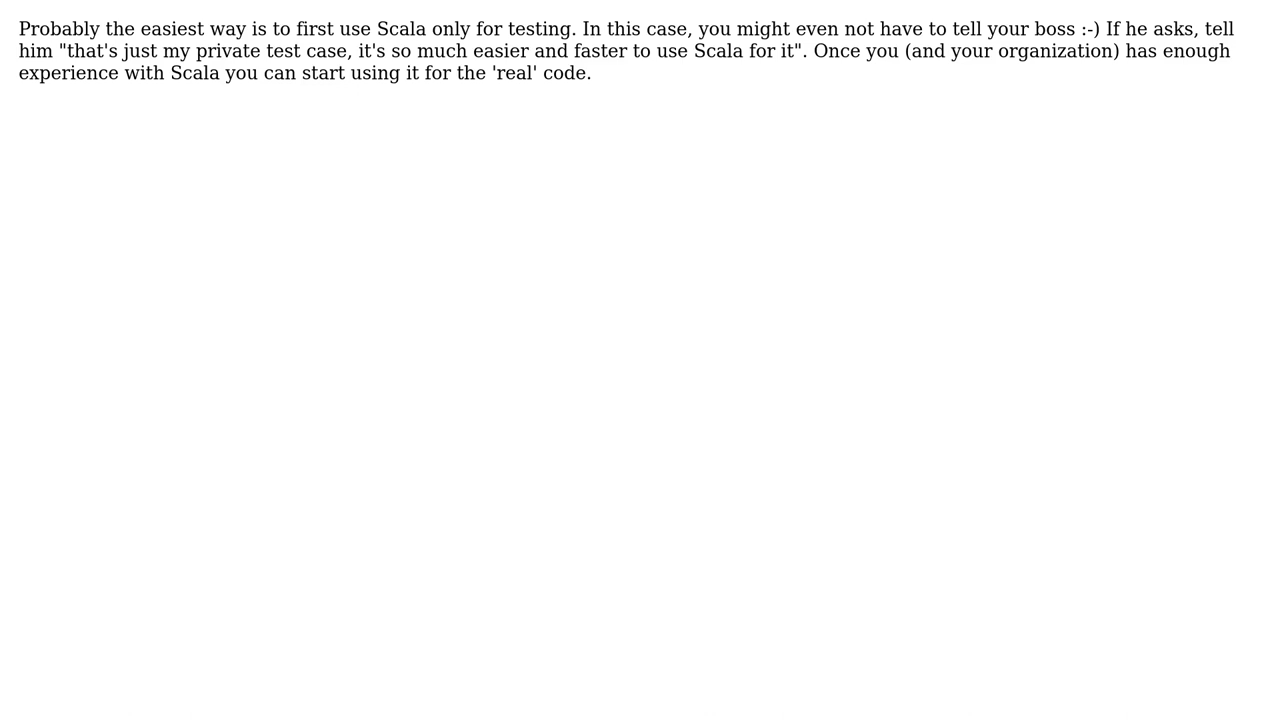 Probably the easiest way is to first use Scala only for testing. In this case, you might even not have to tell your boss :-) If he asks, tell
him "that's just my private test case, it's so much easier and faster to use Scala for it". Once you (and your organization) has enough
experience with Scala you can start using it for the 'real' code.